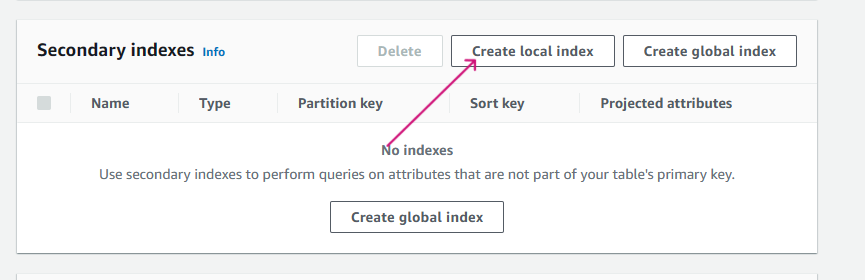 Secondary indexes Info
Delete Create local index Create global index
Name Type Partition key Sort key Projected attributes
No indexes
Use secondary indexes to perform queries on attributes that are not part of your table's primary key.
Create global index